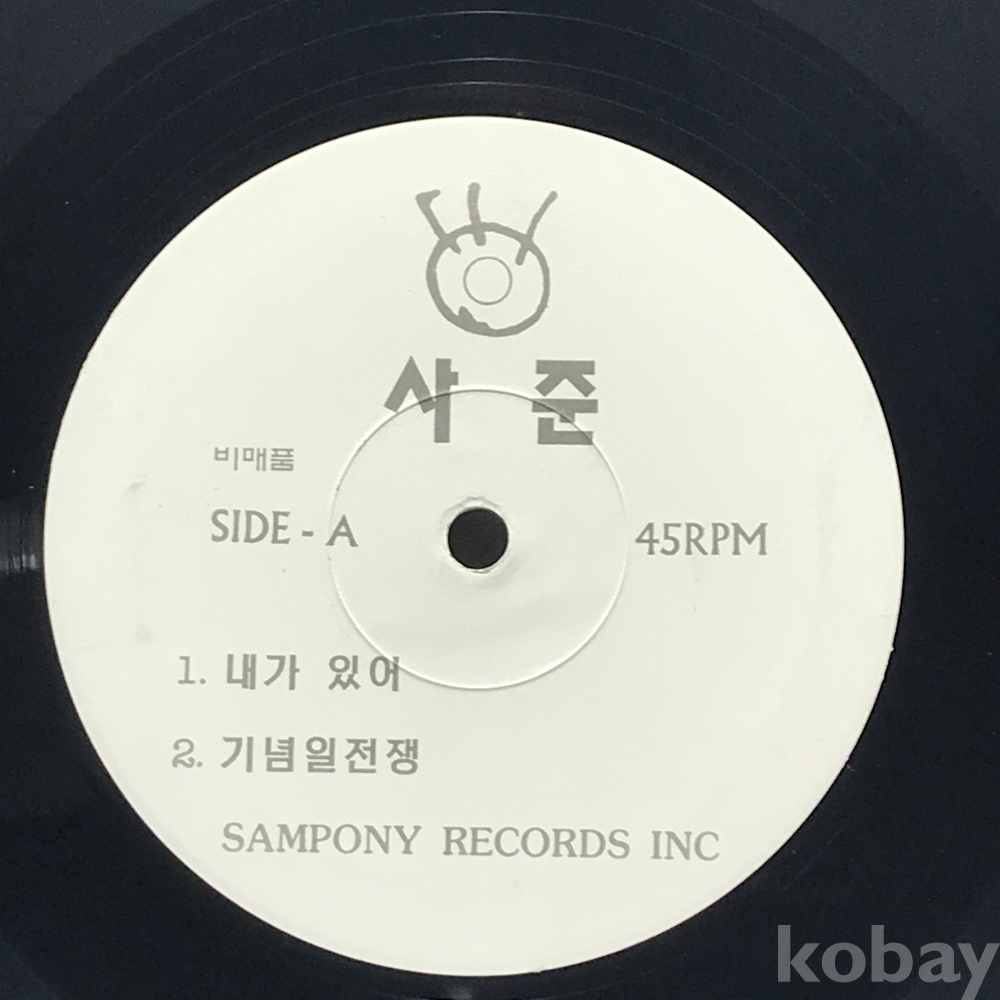 사 준
비매품
SIDE - A
45RPM
1. 내가 있어
2. 기념일전쟁
SAMPONY RECORDS INC
kobay